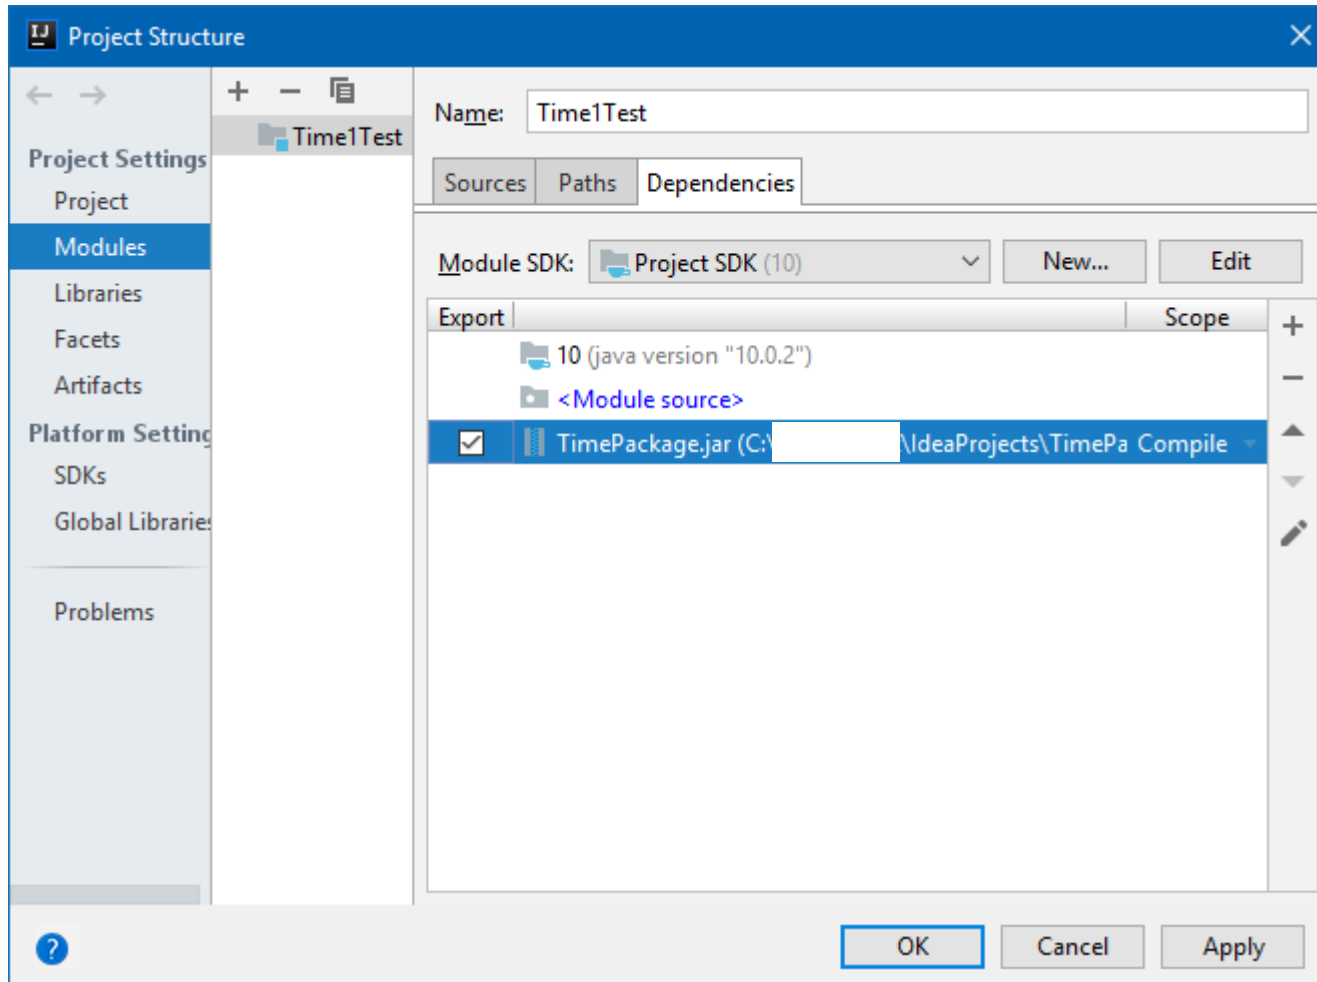 IJ Project Structure
Project Settings
Project
Modules
Libraries
Facets
Artifacts
Platform Setting
SDKs
Global Libraries
Problems
Time1Test
Name: Time1Test
Sources Paths Dependencies
Module SDK: Project SDK (10) New... Edit
Export Scope
10 (java version "10.0.2")
<Module source>
TimePackage.jar (C:\ \IdeaProjects\TimePa Compile
? OK Cancel Apply